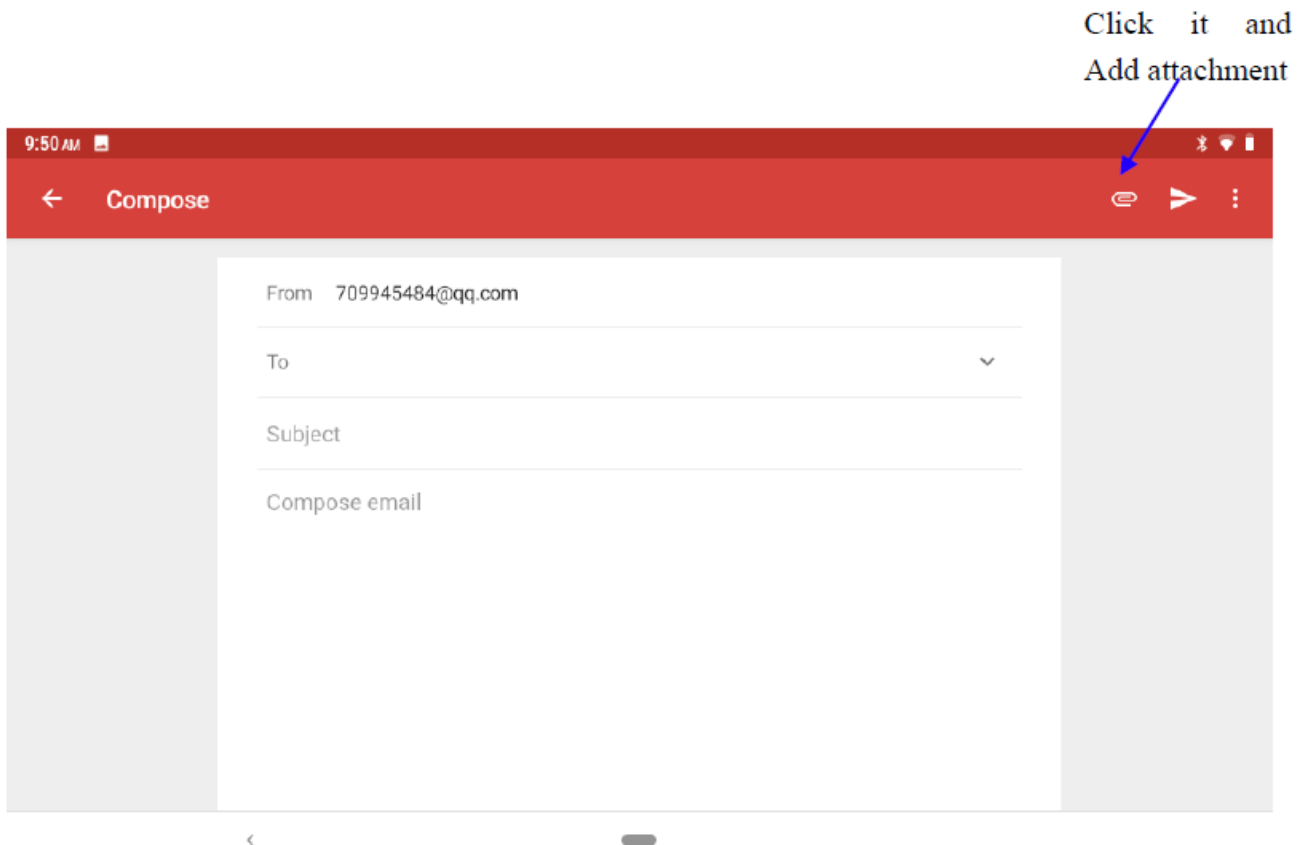 Click it and
Add attachment
9:50 AM
Compose
From 709945484@qq.com
To
Subject
Compose email